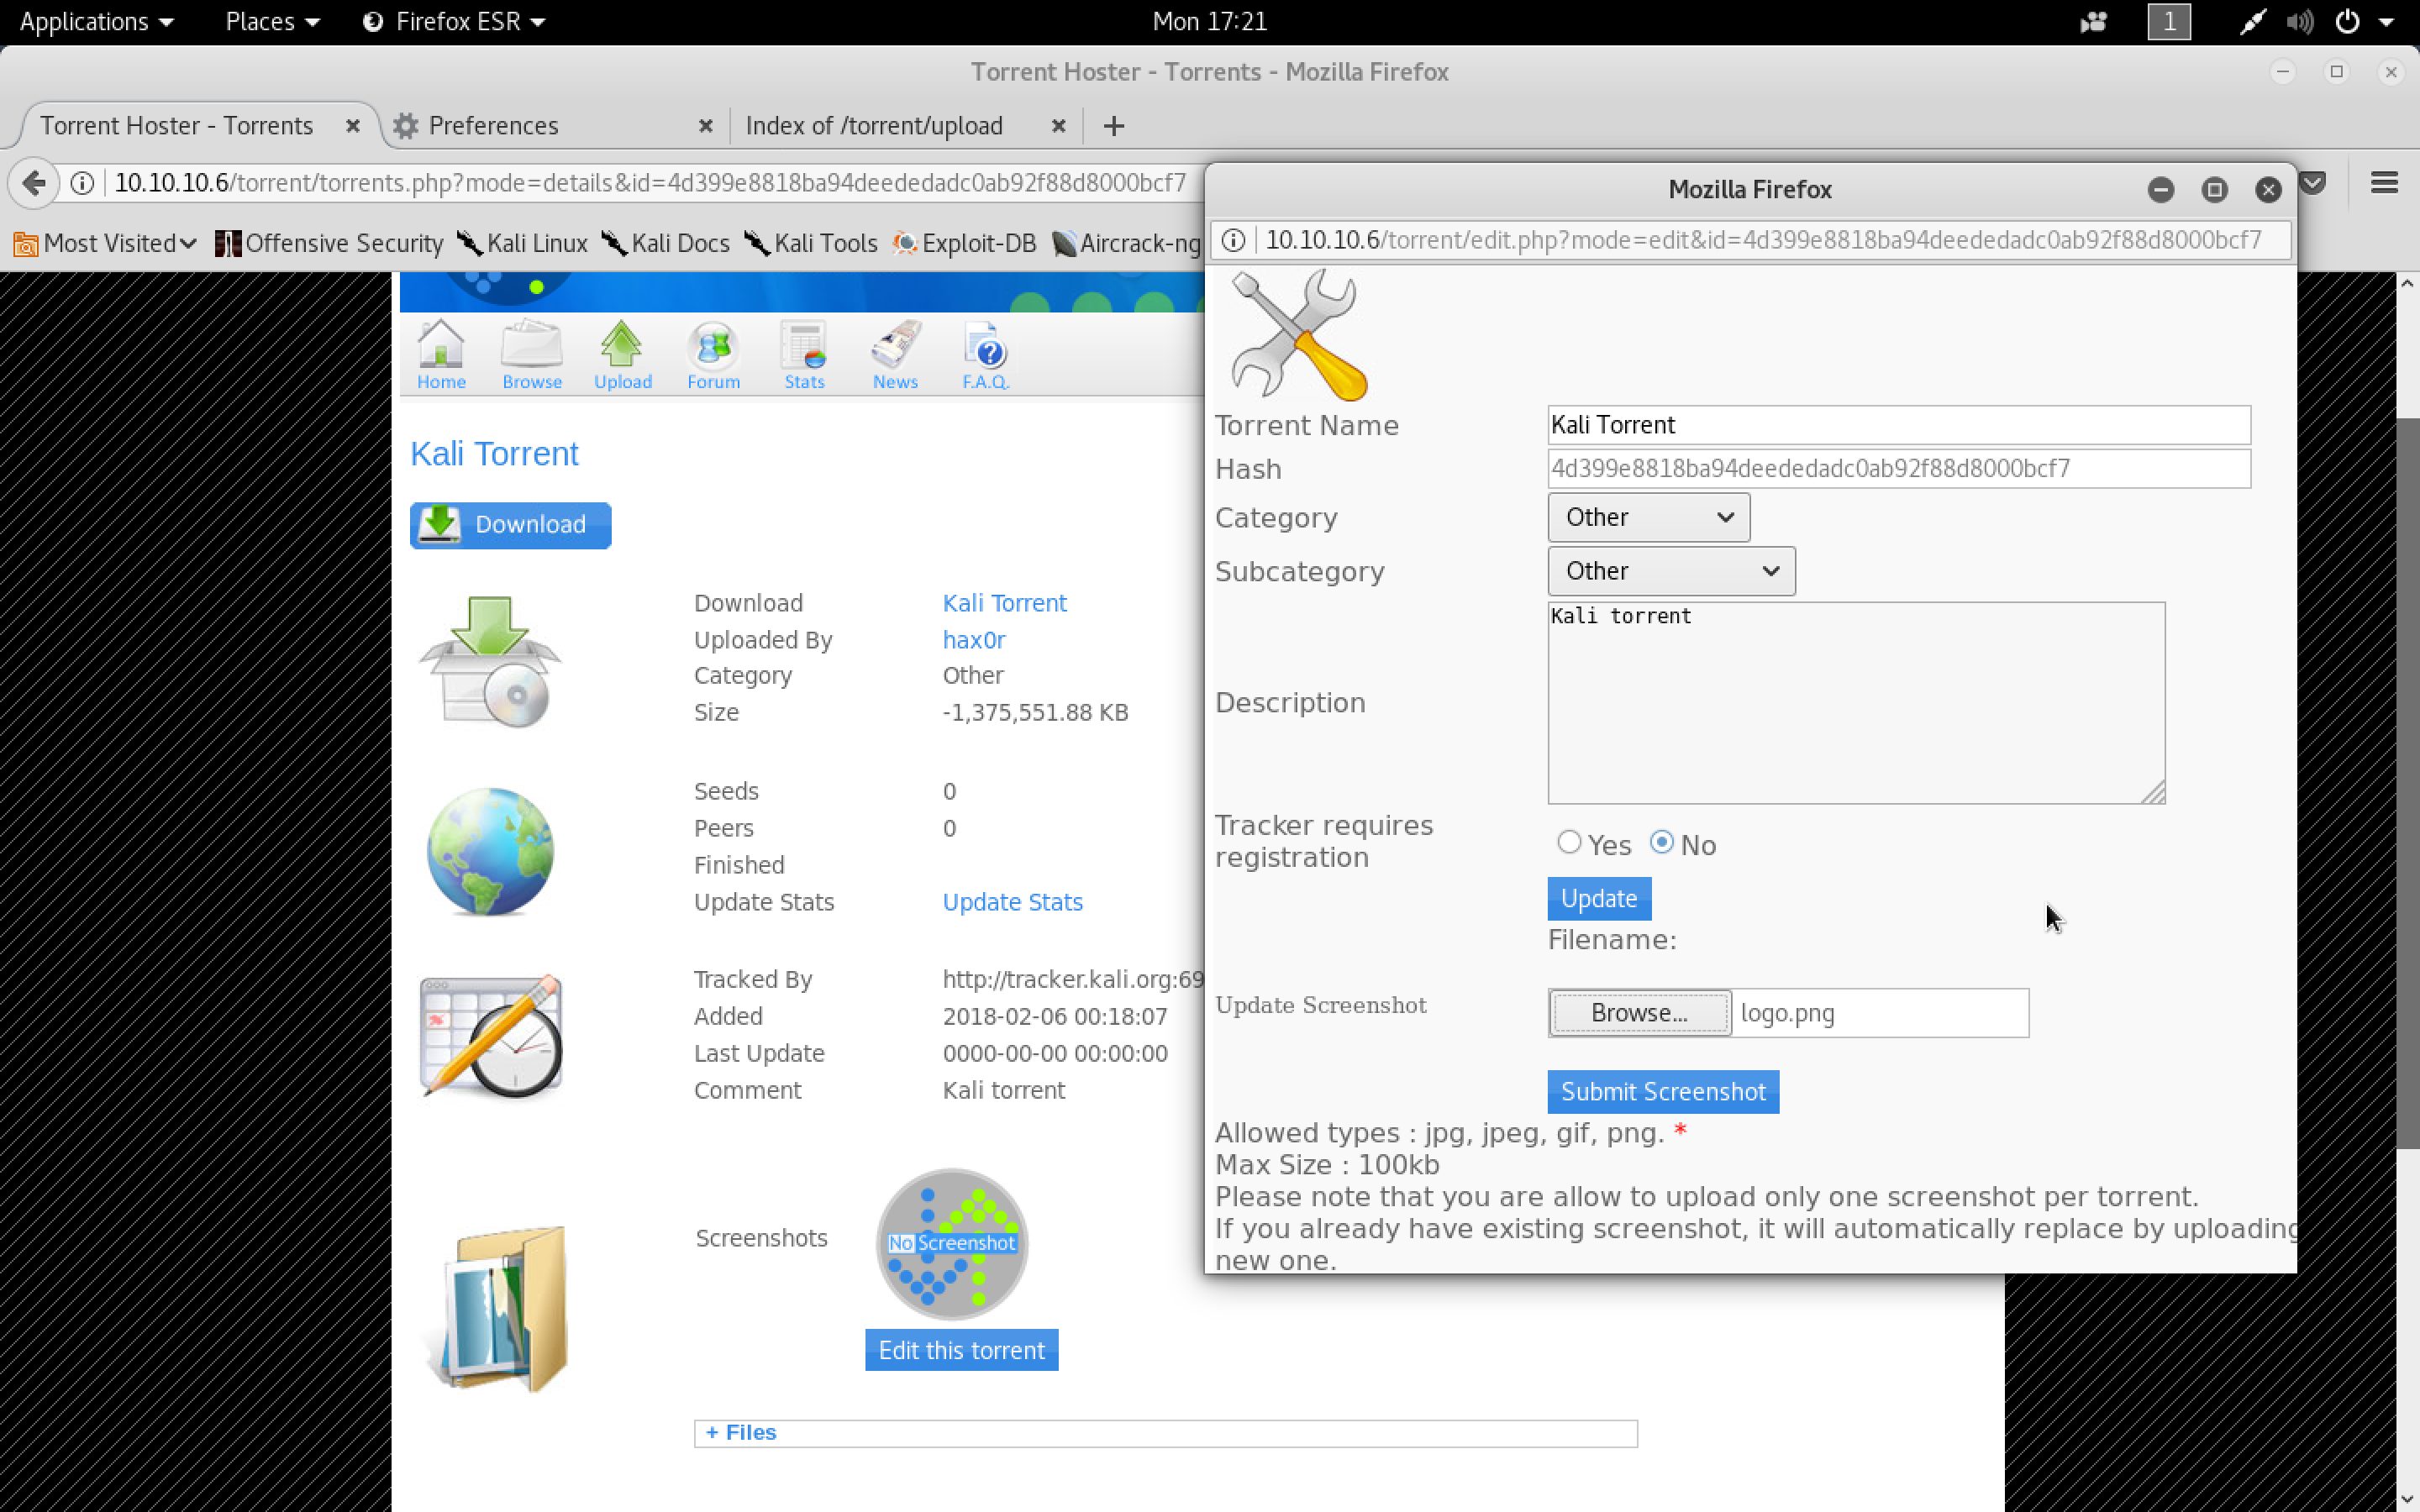 Applications Places Firefox ESR Mon 17:21 1
Torrent Hoster - Torrents - Mozilla Firefox
Torrent Hoster - Torrents Preferences Index of /torrent/upload
10.10.10.6/torrent/torrents.php?mode=details&id=4d399e8818ba94deededadc0ab92f88d8000bcf7
Most Visited Offensive Security Kali Linux Kali Docs Kali Tools Exploit-DB Aircrack-ng
Home Browse Upload Forum Stats News F.A.Q.
Kali Torrent
Download
Download Kali Torrent
Uploaded By hax0r
Category Other
Size -1,375,551.88 KB
Seeds 0
Peers 0
Finished
Update Stats Update Stats
Tracked By http://tracker.kali.org:69
Added 2018-02-06 00:18:07
Last Update 0000-00-00 00:00:00
Comment Kali torrent
Screenshots No Screenshot
Edit this torrent
+ Files
Mozilla Firefox
10.10.10.6/torrent/edit.php?mode=edit&id=4d399e8818ba94deededadc0ab92f88d8000bcf7
Torrent Name Kali Torrent
Hash 4d399e8818ba94deededadc0ab92f88d8000bcf7
Category Other
Subcategory Other
Description Kali torrent
Tracker requires
registration Yes No
Update
Filename:
Update Screenshot Browse... logo.png
Submit Screenshot
Allowed types : jpg, jpeg, gif, png. *
Max Size : 100kb
Please note that you are allow to upload only one screenshot per torrent.
If you already have existing screenshot, it will automatically replace by uploading
new one.